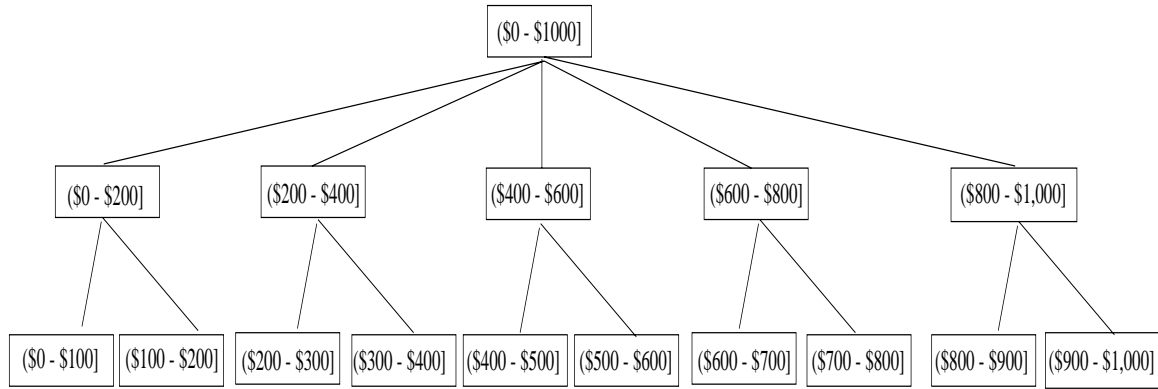 ($0 - $1000]
($0 - $200]
($200 - $400]
($400 - $600]
($600 - $800]
($800 - $1,000]
($0 - $100]
($100 - $200]
($200 - $300]
($300 - $400]
($400 - $500]
($500 - $600]
($600 - $700]
($700 - $800]
($800 - $900]
($900 - $1,000]